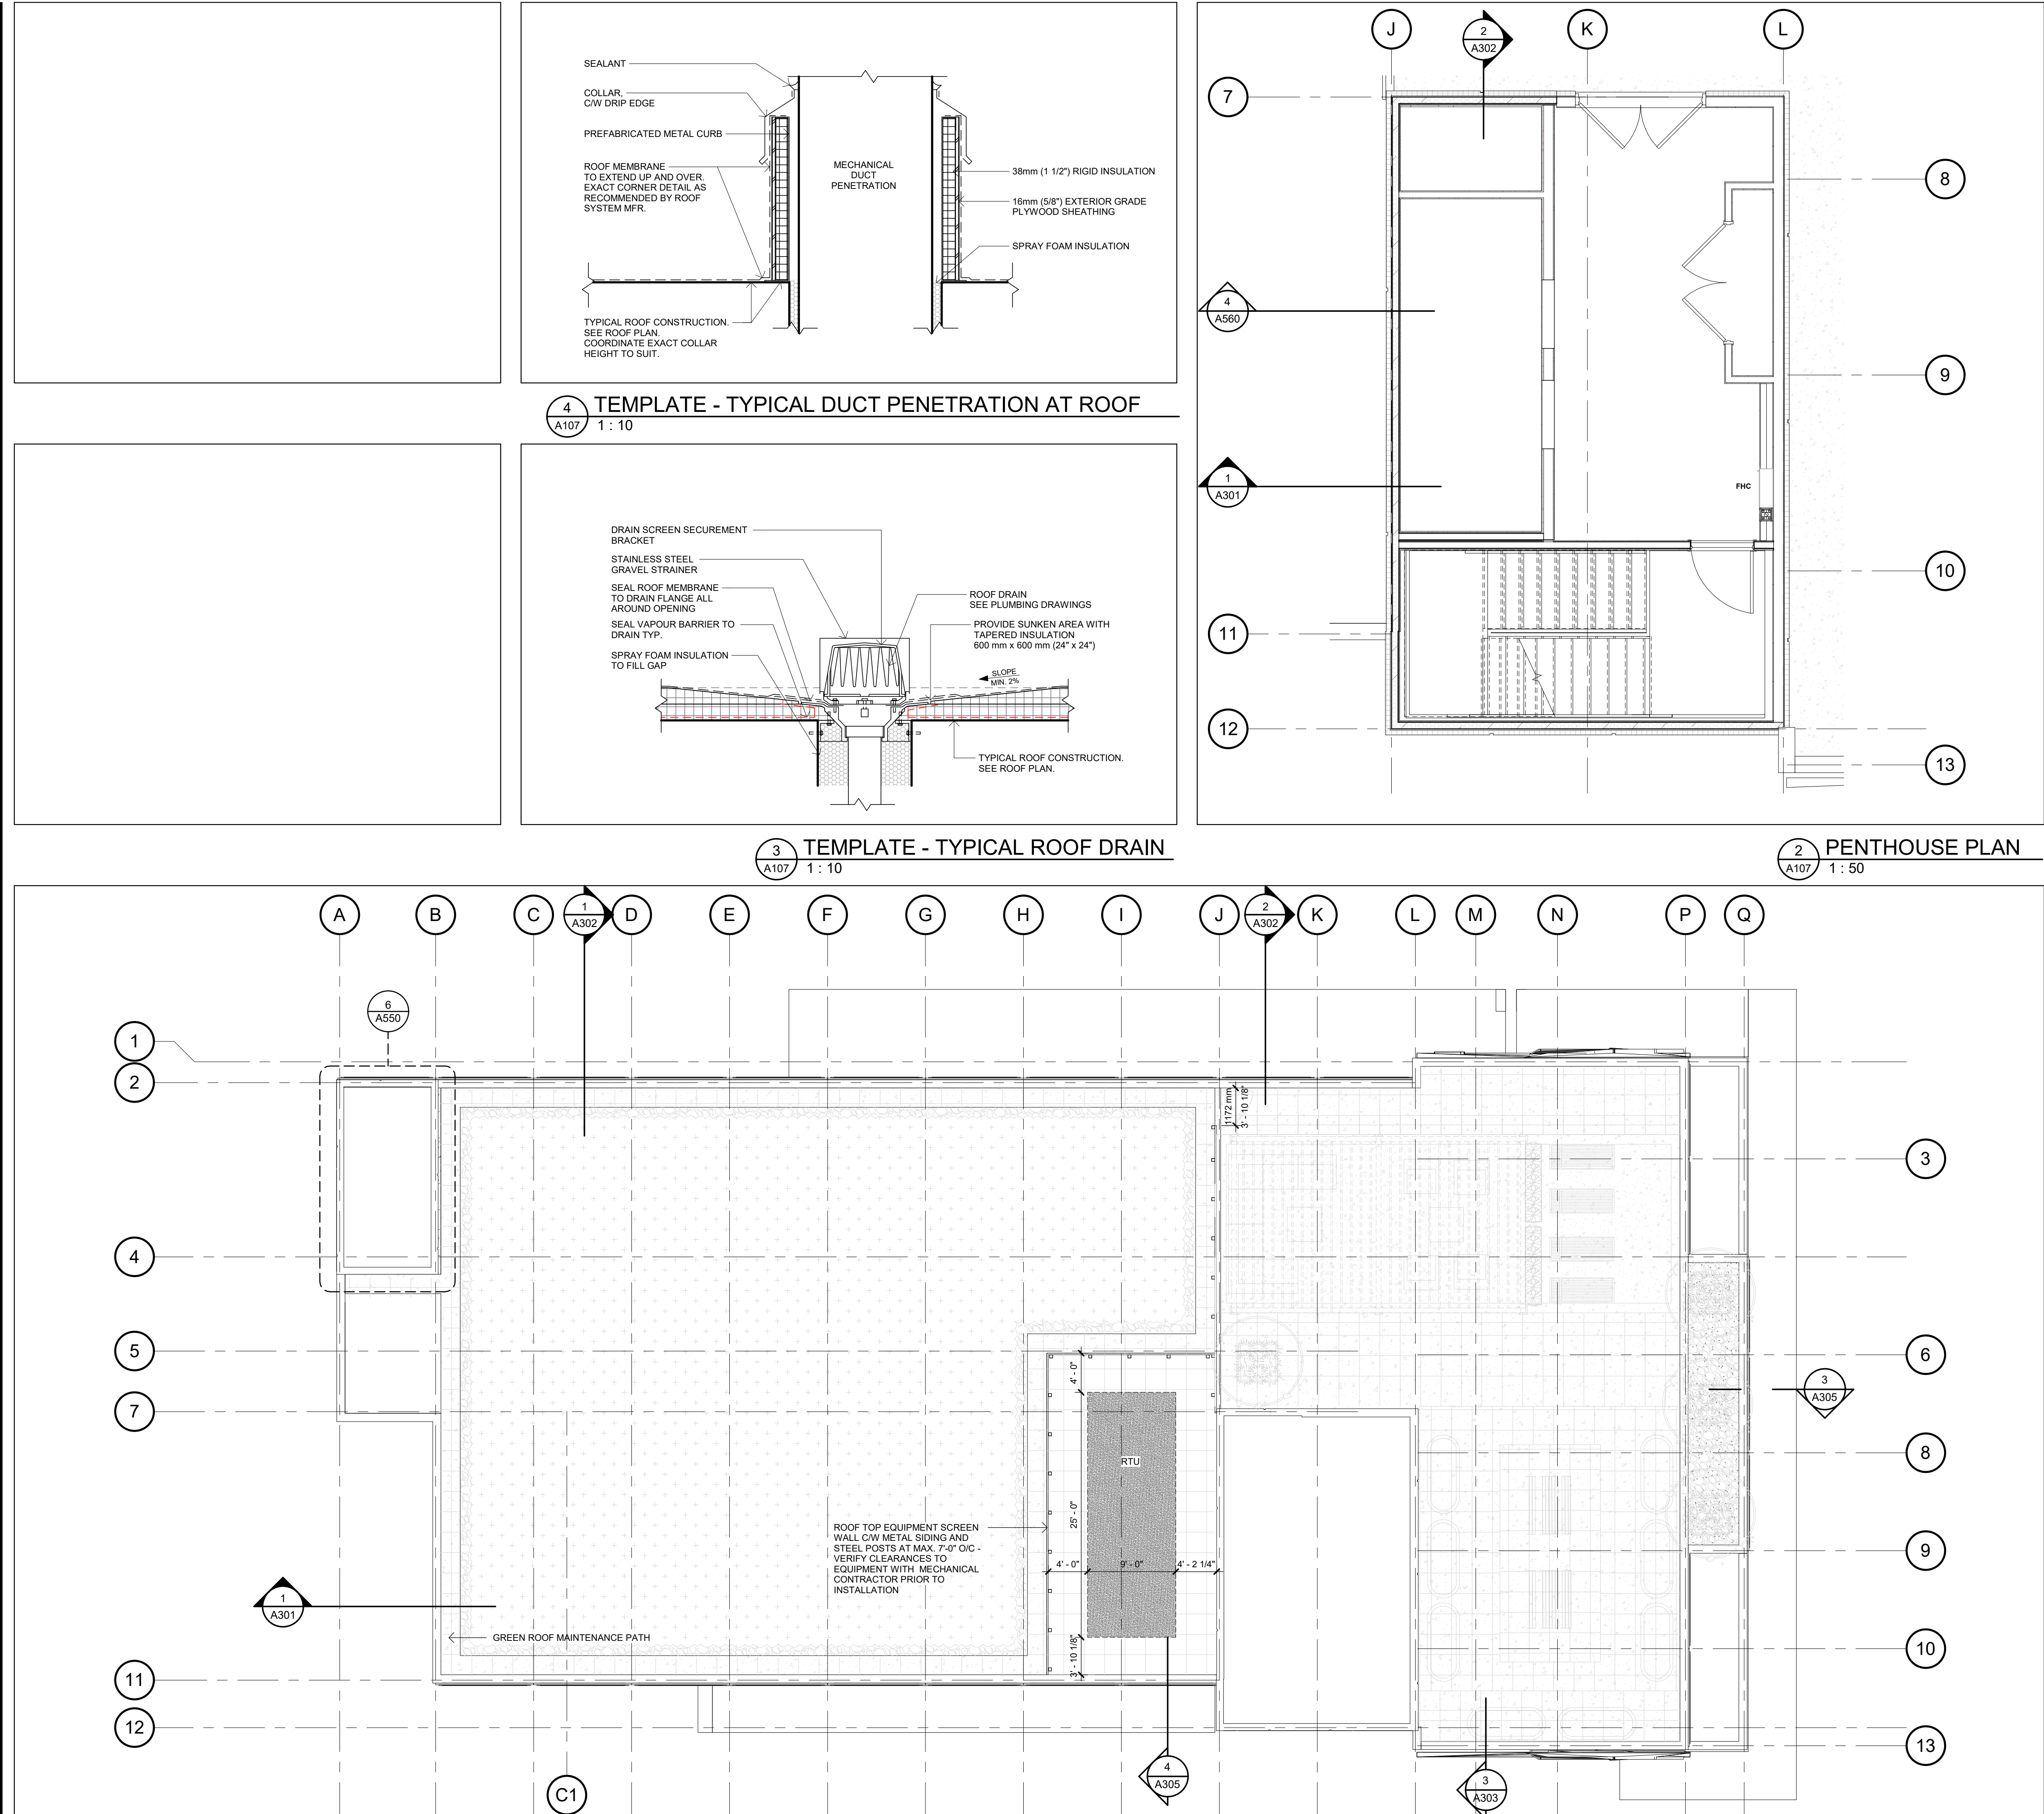 SEALANT
COLLAR,
C/W DRIP EDGE
PREFABRICATED METAL CURB
ROOF MEMBRANE
TO EXTEND UP AND OVER.
EXACT CORNER DETAIL AS
RECOMMENDED BY ROOF
SYSTEM MFR.
MECHANICAL
DUCT
PENETRATION
38mm (1 1/2") RIGID INSULATION
16mm (5/8") EXTERIOR GRADE
PLYWOOD SHEATHING
SPRAY FOAM INSULATION
TYPICAL ROOF CONSTRUCTION.
SEE ROOF PLAN.
COORDINATE EXACT COLLAR
HEIGHT TO SUIT.
4
A107
TEMPLATE - TYPICAL DUCT PENETRATION AT ROOF
1 : 10
DRAIN SCREEN SECUREMENT
BRACKET
STAINLESS STEEL
GRAVEL STRAINER
SEAL ROOF MEMBRANE
TO DRAIN FLANGE ALL
AROUND OPENING
SEAL VAPOUR BARRIER TO
DRAIN TYP.
SPRAY FOAM INSULATION
TO FILL GAP
ROOF DRAIN
SEE PLUMBING DRAWINGS
PROVIDE SUNKEN AREA WITH
TAPERED INSULATION
600 mm x 600 mm (24" x 24")
SLOPE
MIN. 2%
TYPICAL ROOF CONSTRUCTION.
SEE ROOF PLAN.
3
A107
TEMPLATE - TYPICAL ROOF DRAIN
1 : 10
J
2
A302
K
L
7
8
4
A560
9
1
A301
FHC
10
11
12
13
2
A107
PENTHOUSE PLAN
1 : 50
A
B
C
1
A302
D
E
F
G
H
I
J
2
A302
K
L
M
N
P
Q
6
A550
1
2
1172 mm
3' - 10 1/8"
3
4
5
4' - 0"
6
7
3
A305
8
RTU
25' - 0"
ROOF TOP EQUIPMENT SCREEN
WALL C/W METAL SIDING AND
STEEL POSTS AT MAX. 7'-0" O/C -
VERIFY CLEARANCES TO
EQUIPMENT WITH MECHANICAL
CONTRACTOR PRIOR TO
INSTALLATION
4' - 0"
9' - 0"
4' - 2 1/4"
9
1
A301
GREEN ROOF MAINTENANCE PATH
3' - 10 1/8"
10
11
12
13
C1
4
A305
3
A303